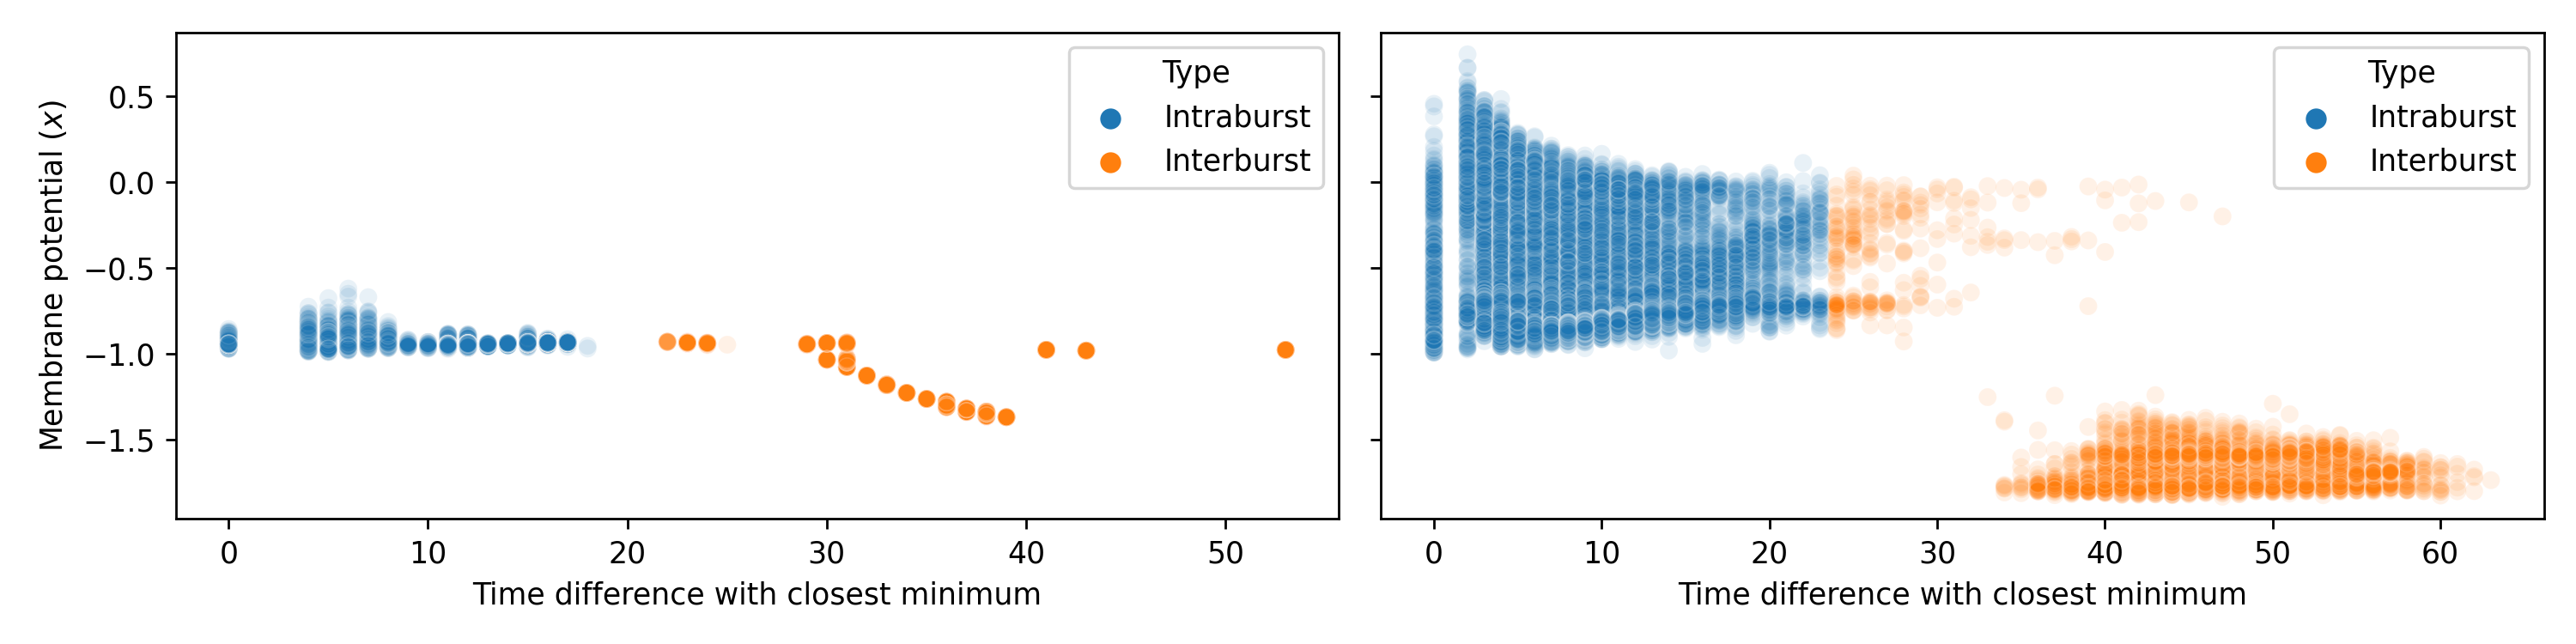 Type
Intraburst
Interburst
0.5
0.0
−0.5
−1.0
−1.5
Membrane potential (x)
0 10 20 30 40 50
Time difference with closest minimum
Type
Intraburst
Interburst
0 10 20 30 40 50 60
Time difference with closest minimum